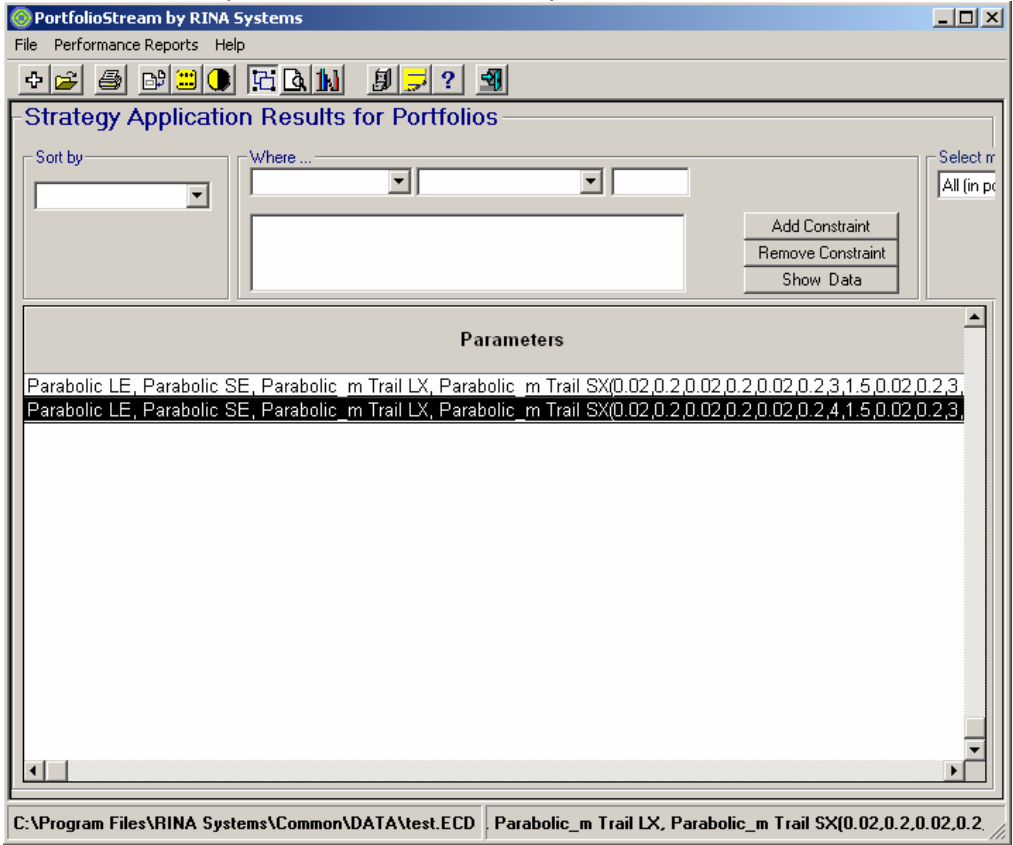 PortfolioStream by RINA Systems
File Performance Reports Help
?
Strategy Application Results for Portfolios
Sort by
Where ...
Select m
All (in po
Add Constraint
Remove Constraint
Show Data
Parameters
Parabolic LE, Parabolic SE, Parabolic_m Trail LX, Parabolic_m Trail SX(0.02,0.2,0.02,0.2,0.02,0.2,3,1.5,0.02,0.2,3,
Parabolic LE, Parabolic SE, Parabolic_m Trail LX, Parabolic_m Trail SX(0.02,0.2,0.02,0.2,0.02,0.2,4,1.5,0.02,0.2,3,
C:\Program Files\RINA Systems\Common\DATA\test.ECD
. Parabolic_m Trail LX, Parabolic_m Trail SX(0.02,0.2,0.02,0.2,